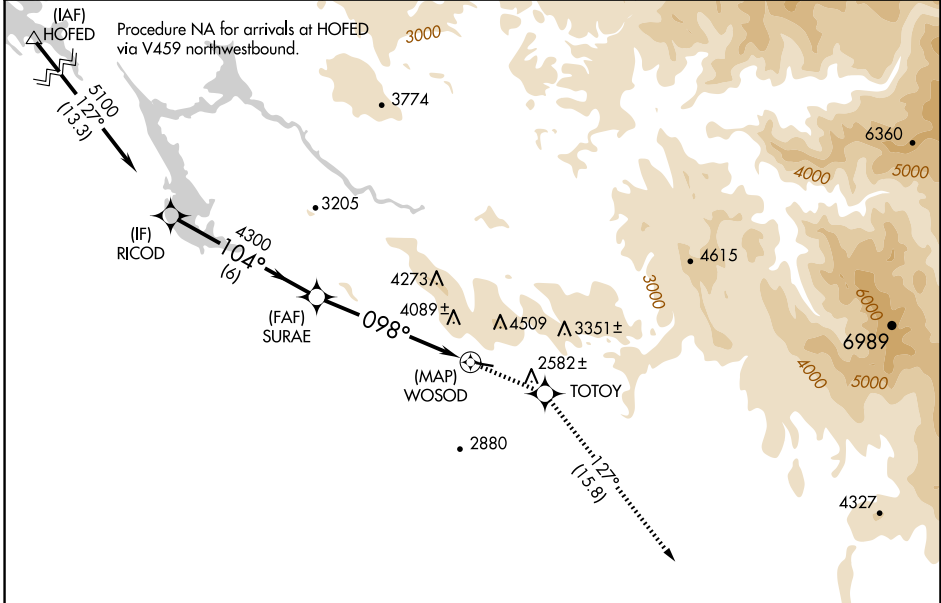 (IAF)
HOFED
Procedure NA for arrivals at HOFED
via V459 northwestbound.
3000
5100
127°
(13.3)
3774
6360
4000
5000
3205
(IF)
RICOD
4300
104°
(6)
4615
3000
4273
4089±
4509
3351±
6000
6989
(FAF)
SURAE
098°
2582±
(MAP)
WOSOD
TOTOY
4000
5000
2880
127°
(15.8)
4327